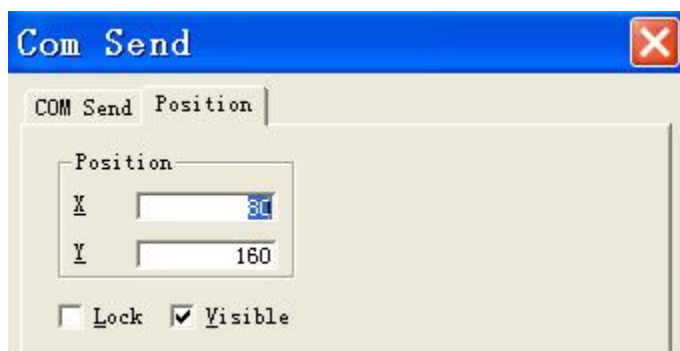 Com Send
COM Send Position
Position
X 80
Y 160
Lock Visible